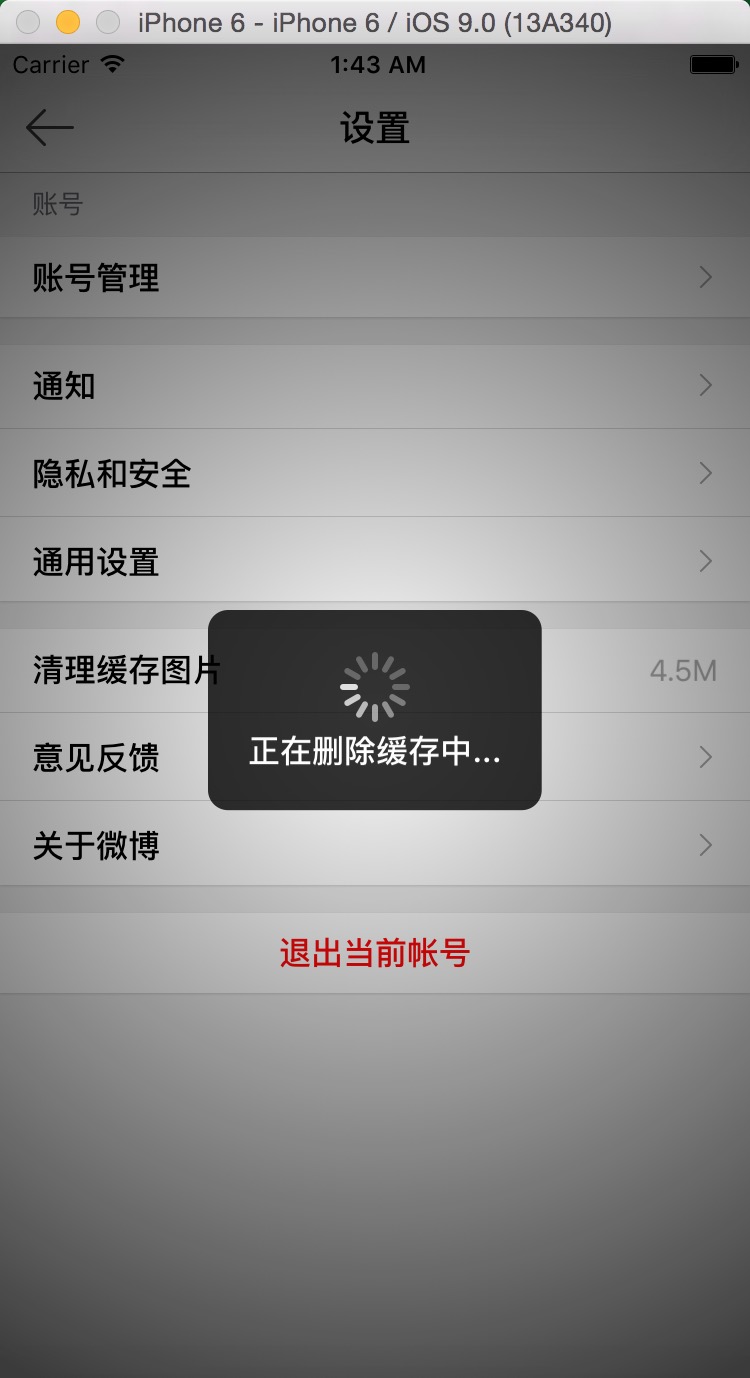 iPhone 6 - iPhone 6 / iOS 9.0 (13A340)
Carrier 1:43 AM
设置
账号
账号管理
通知
隐私和安全
通用设置
清理缓存图片 4.5M
正在删除缓存中...
意见反馈
关于微博
退出当前帐号